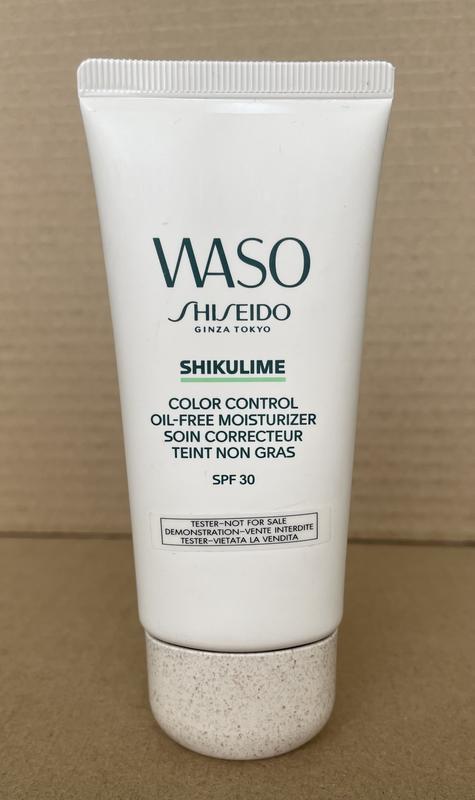 WASO
SHISEIDO
GINZA TOKYO
SHIKULIME
COLOR CONTROL
OIL-FREE MOISTURIZER
SOIN CORRECTEUR
TEINT NON GRAS
SPF 30
TESTER–NOT FOR SALE
DEMONSTRATION–VENTE INTERDITE
TESTER–VIETATA LA VENDITA